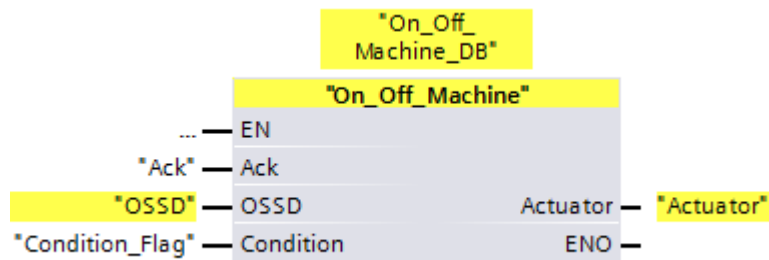 "On_Off_
Machine_DB"
"On_Off_Machine"
... EN
"Ack" Ack
"OSSD" OSSD Actuator "Actuator"
"Condition_Flag" Condition ENO